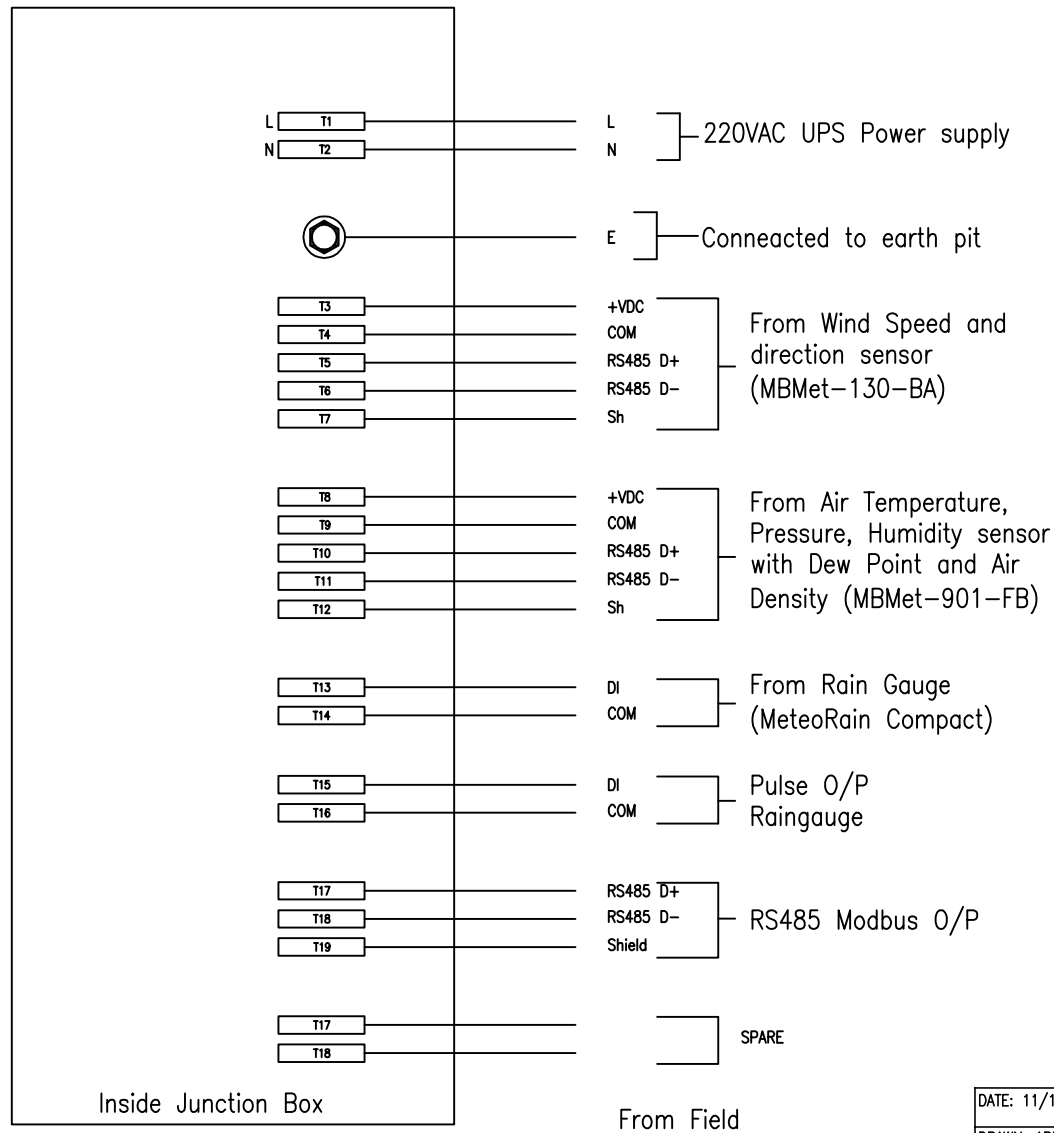 L T1 L
N T2 N
220VAC UPS Power supply
E
Conneacted to earth pit
T3 +VDC
T4 COM
T5 RS485 D+
T6 RS485 D-
T7 Sh
From Wind Speed and
direction sensor
(MBMet-130-BA)
T8 +VDC
T9 COM
T10 RS485 D+
T11 RS485 D-
T12 Sh
From Air Temperature,
Pressure, Humidity sensor
with Dew Point and Air
Density (MBMet-901-FB)
T13 DI
T14 COM
From Rain Gauge
(MeteoRain Compact)
T15 DI
T16 COM
Pulse O/P
Raingauge
T17 RS485 D+
T18 RS485 D-
T19 Shield
RS485 Modbus O/P
T17
T18
SPARE
Inside Junction Box
From Field
DATE: 11/1